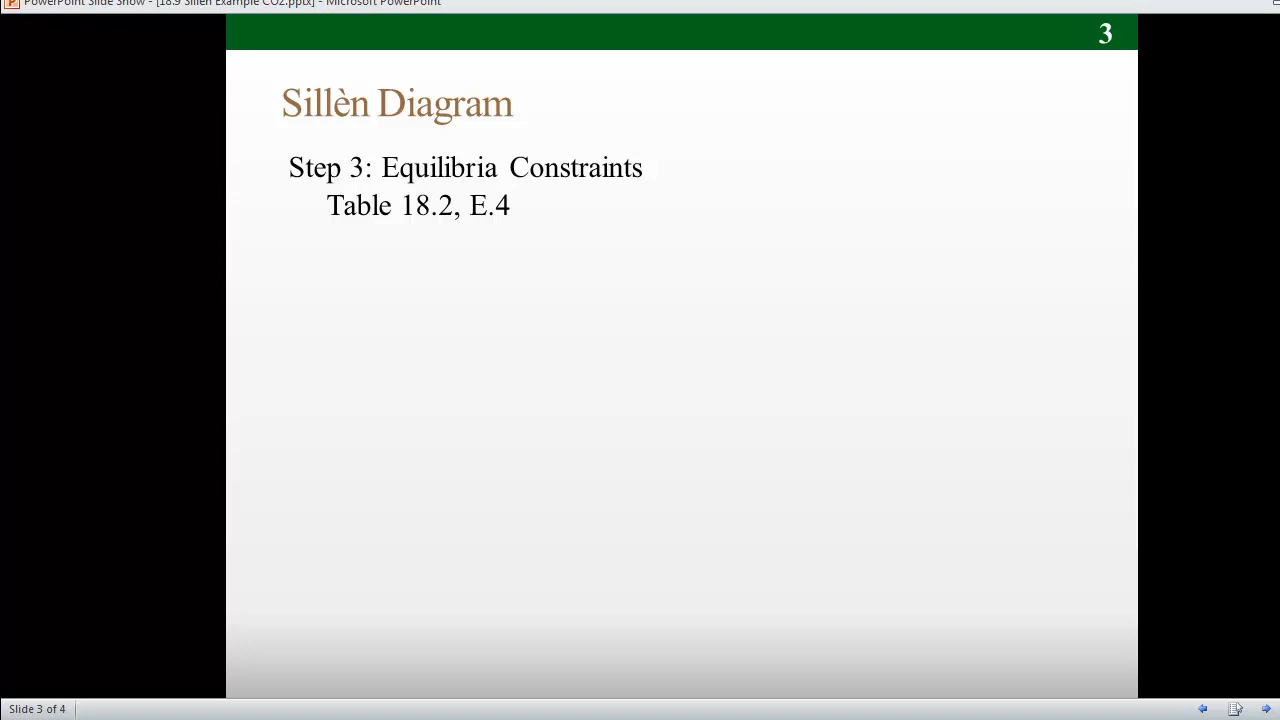 PowerPoint Slide Show - [18.9 Sillen Example CO2.pptx] - Microsoft PowerPoint
3
Sillèn Diagram
Step 3: Equilibria Constraints
Table 18.2, E.4
Slide 3 of 4